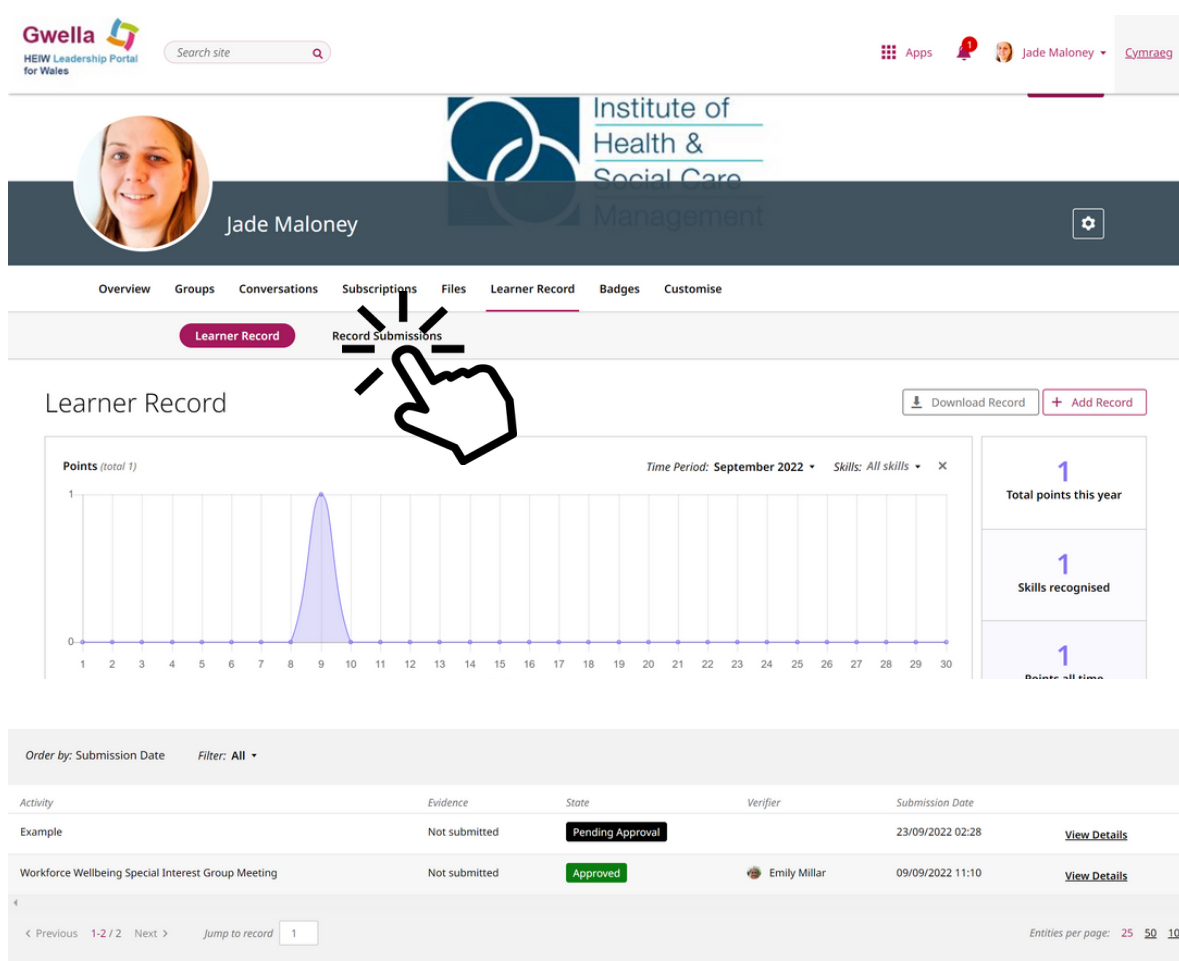 Gwella
HEIW Leadership Portal
for Wales
Search site
Apps
1
Jade Maloney
Cymraeg
Institute of
Health &
Social Care
Management
Jade Maloney
Overview Groups Conversations Subscriptions Files Learner Record Badges Customise
Learner Record Record Submissions
Learner Record
Download Record + Add Record
Points (total 1)
Time Period: September 2022 Skills: All skills ×
1
0
1 2 3 4 5 6 7 8 9 10 11 12 13 14 15 16 17 18 19 20 21 22 23 24 25 26 27 28 29 30
1
Total points this year
1
Skills recognised
1
Points all time
Order by: Submission Date Filter: All
Activity Evidence State Verifier Submission Date
Example Not submitted Pending Approval 23/09/2022 02:28 View Details
Workforce Wellbeing Special Interest Group Meeting Not submitted Approved Emily Millar 09/09/2022 11:10 View Details
< Previous 1-2 / 2 Next > Jump to record 1 Entities per page: 25 50 10